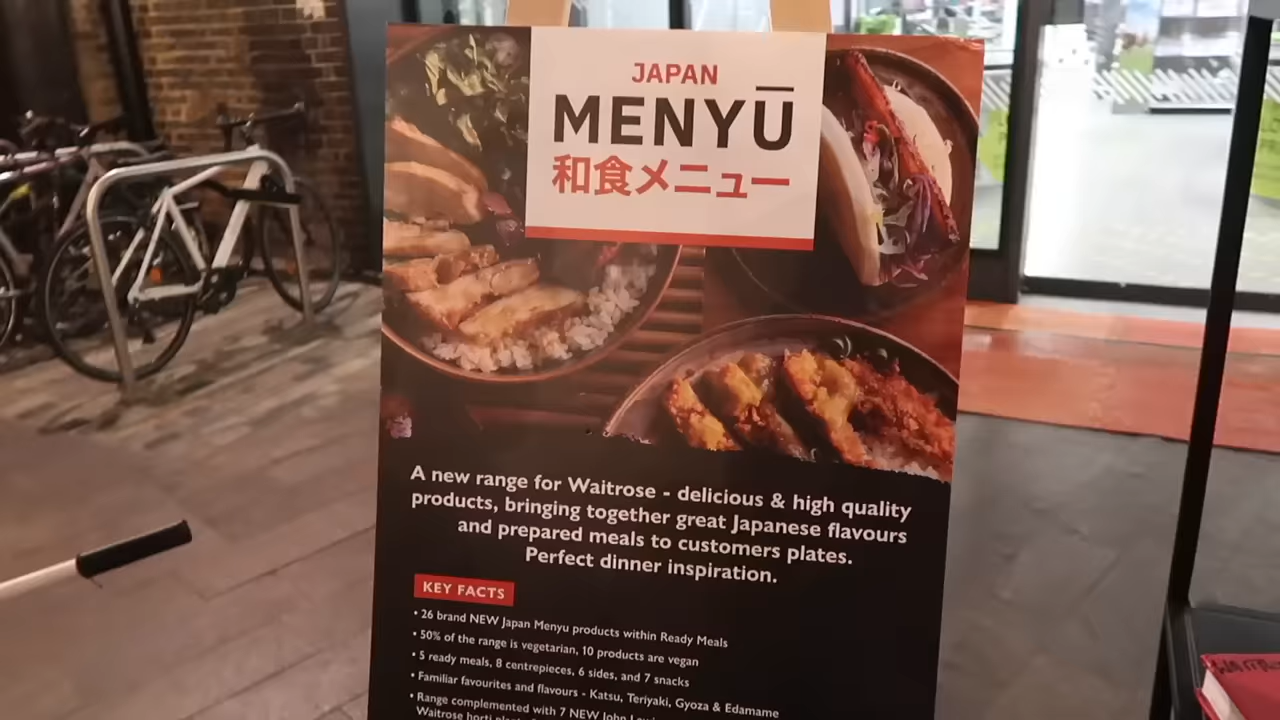 JAPAN
MENYŪ
和食メニュー
A new range for Waitrose - delicious & high quality
products, bringing together great Japanese flavours
and prepared meals to customers plates.
Perfect dinner inspiration.
KEY FACTS
• 26 brand NEW Japan Menyu products within Ready Meals
• 50% of the range is vegetarian, 10 products are vegan
• 5 ready meals, 8 centrepieces, 6 sides, and 7 snacks
• Familiar favourites and flavours - Katsu, Teriyaki, Gyoza & Edamame
• Range complemented with 7 NEW John
Waitrose horti